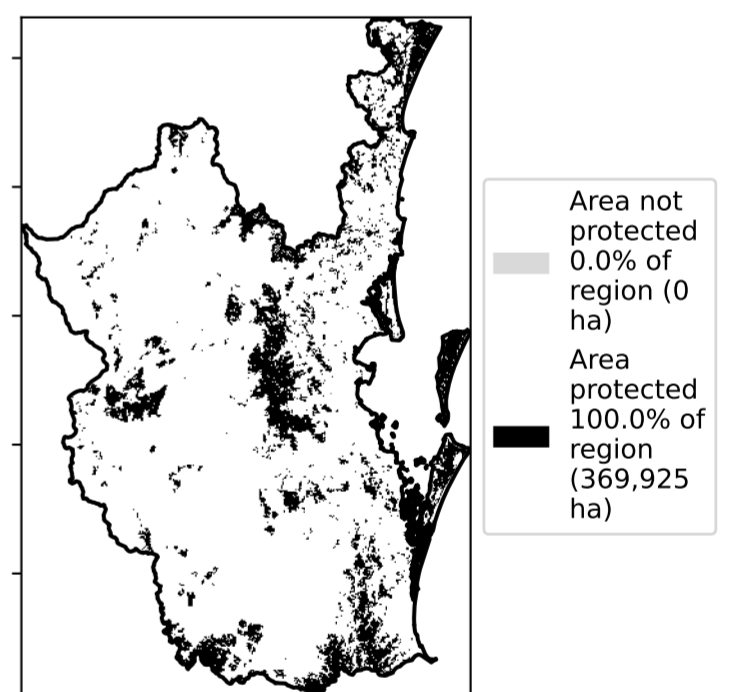 Area not
protected
0.0% of
region (0
ha)
Area
protected
100.0% of
region
(369,925
ha)